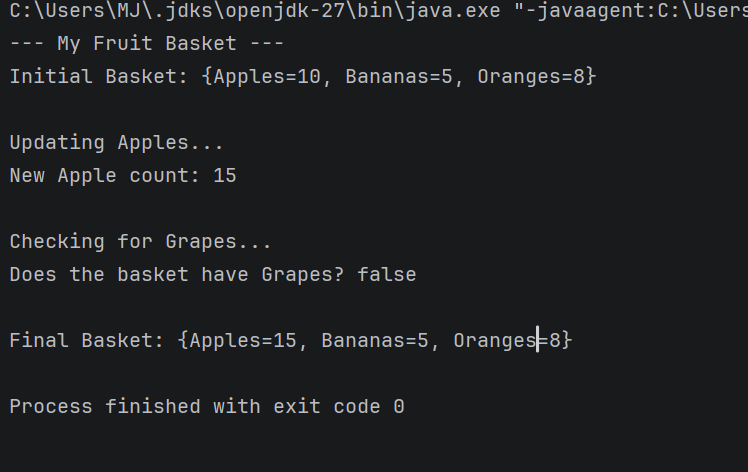 C:\Users\MJ\.jdks\openjdk-27\bin\java.exe "-javaagent:C:\Users
--- My Fruit Basket ---
Initial Basket: {Apples=10, Bananas=5, Oranges=8}
Updating Apples...
New Apple count: 15
Checking for Grapes...
Does the basket have Grapes? false
Final Basket: {Apples=15, Bananas=5, Oranges=8}
Process finished with exit code 0